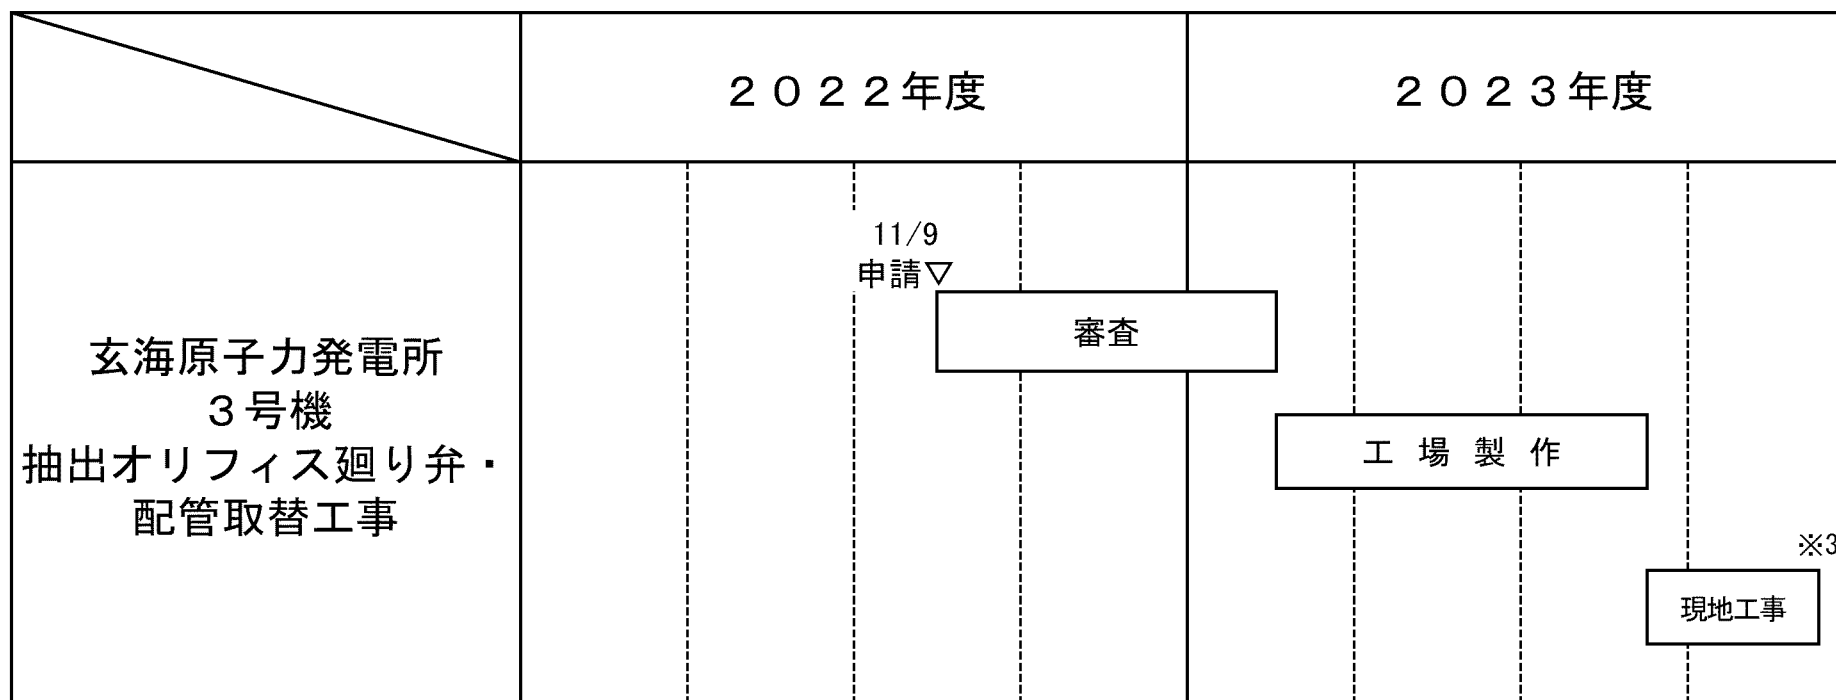 ２０２２年度
２０２３年度
11/9
申請▽
審査
玄海原子力発電所
３号機
抽出オリフィス廻り弁・
配管取替工事
工場製作
※3
現地工事